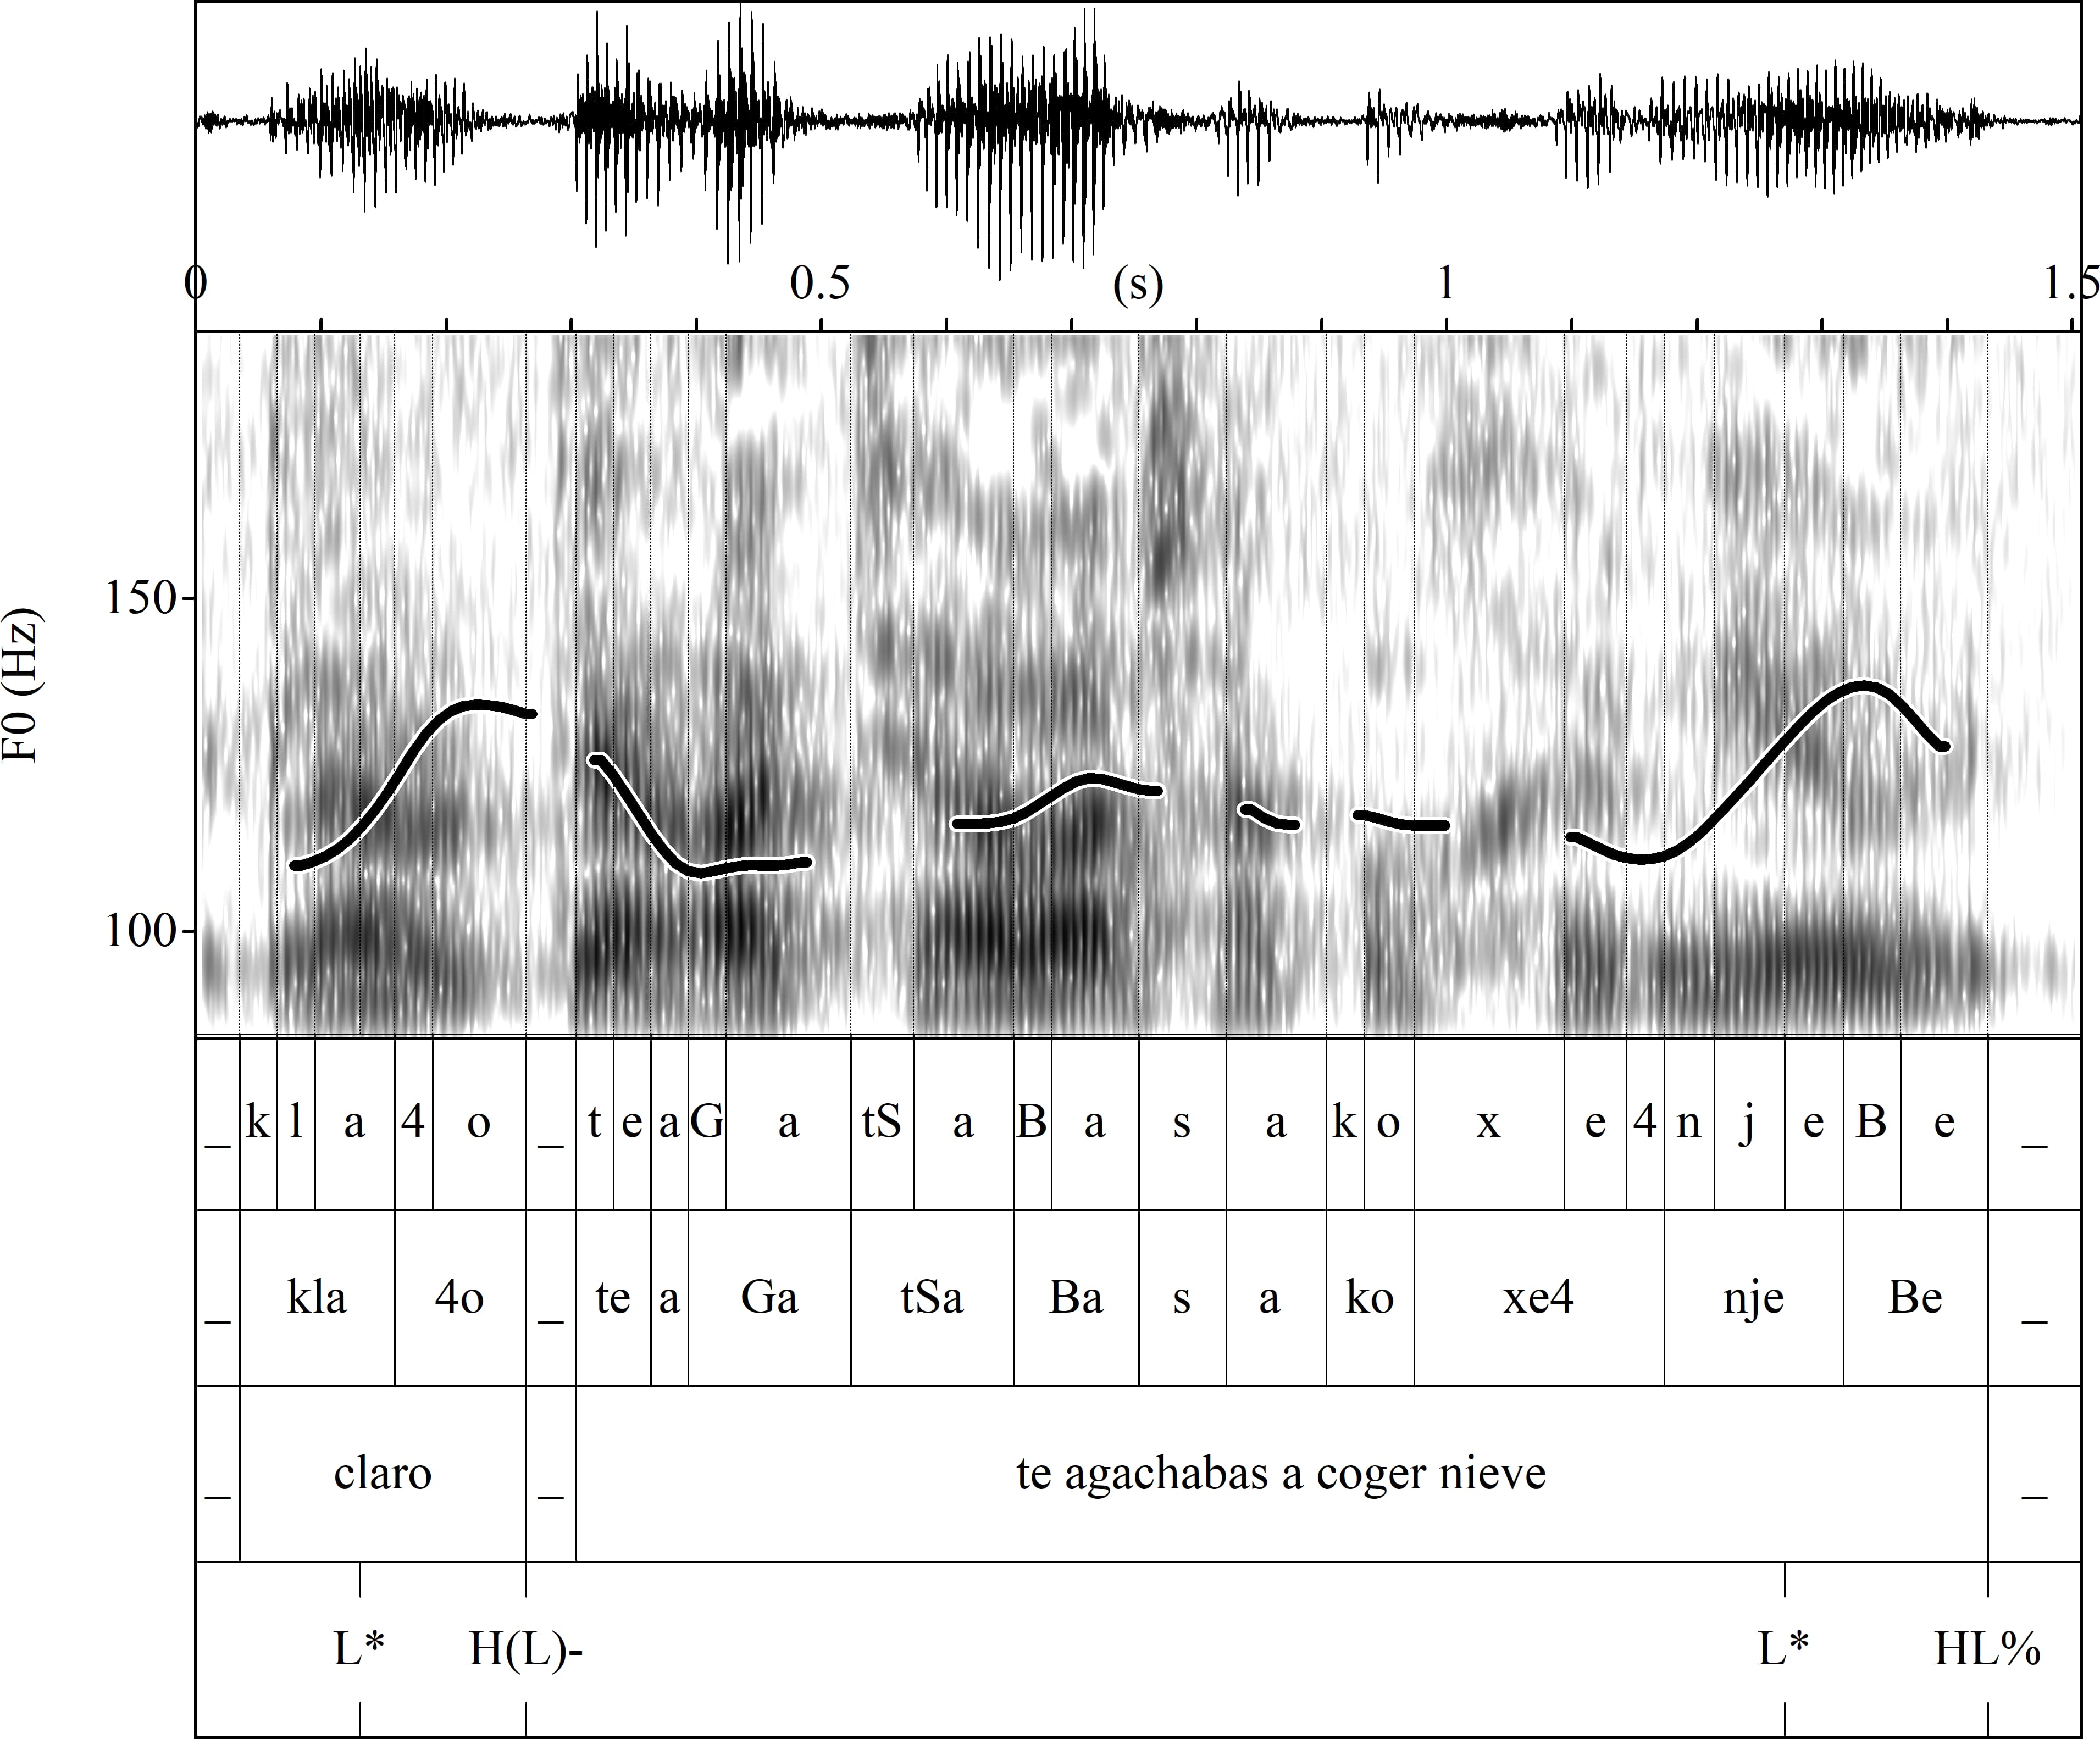 0 0.5 (s) 1 1.5
F0 (Hz)
150
100
_ k l a 4 o _ t e a G a tS a B a s a k o x e 4 n j e B e _
_ kla 4o _ te a Ga tSa Ba s a ko xe4 nje Be _
_ claro _ te agachabas a coger nieve _
L* H(L)- L* HL%